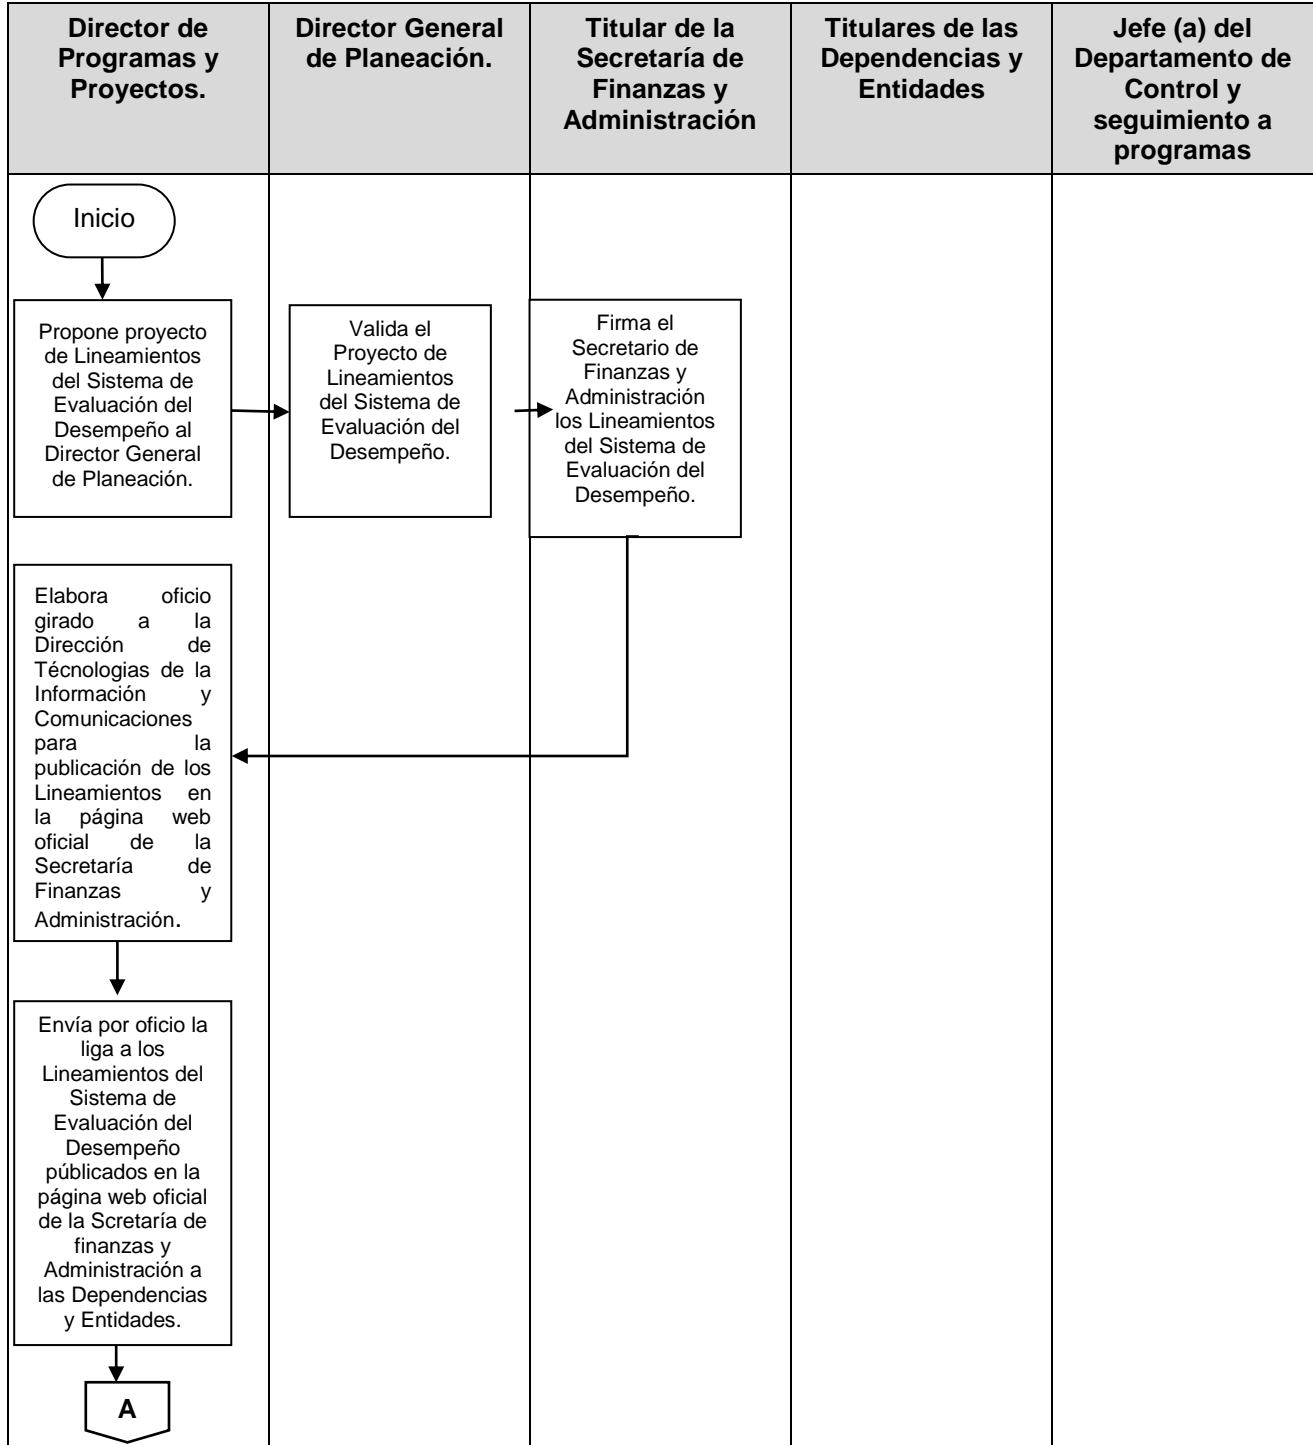 Director de
Programas y
Proyectos.
Director General
de Planeación.
Titular de la
Secretaría de
Finanzas y
Administración
Titulares de las
Dependencias y
Entidades
Jefe (a) del
Departamento de
Control y
seguimiento a
programas
Inicio
Propone proyecto
de Lineamientos
del Sistema de
Evaluación del
Desempeño al
Director General
de Planeación.
Valida el
Proyecto de
Lineamientos
del Sistema de
Evaluación del
Desempeño.
Firma el
Secretario de
Finanzas y
Administración
los Lineamientos
del Sistema de
Evaluación del
Desempeño.
Elabora oficio
girado a la
Dirección de
Técnologias de la
Información y
Comunicaciones
para la
publicación de los
Lineamientos en
la página web
oficial de la
Secretaría de
Finanzas y
Administración.
Envía por oficio la
liga a los
Lineamientos del
Sistema de
Evaluación del
Desempeño
públicados en la
página web oficial
de la Scretaría de
finanzas y
Administración a
las Dependencias
y Entidades.
A